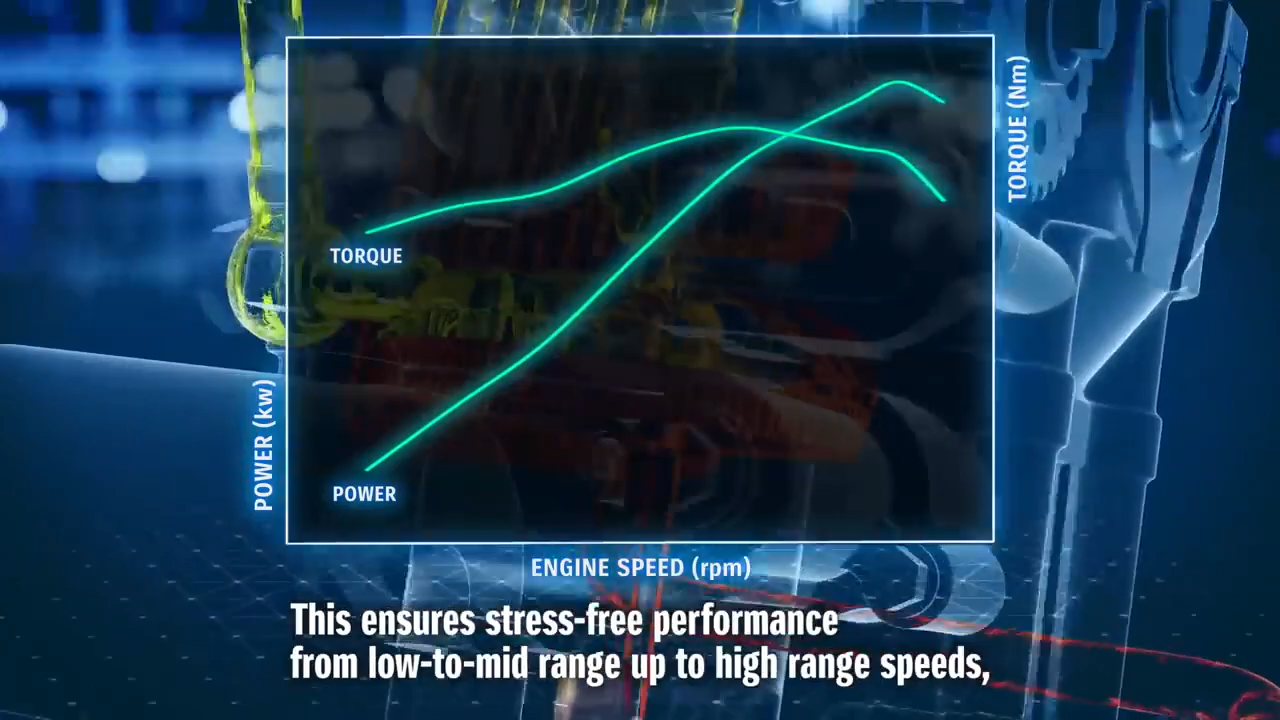 TORQUE (Nm)
TORQUE
POWER (kw)
POWER
ENGINE SPEED (rpm)
This ensures stress-free performance
from low-to-mid range up to high range speeds,